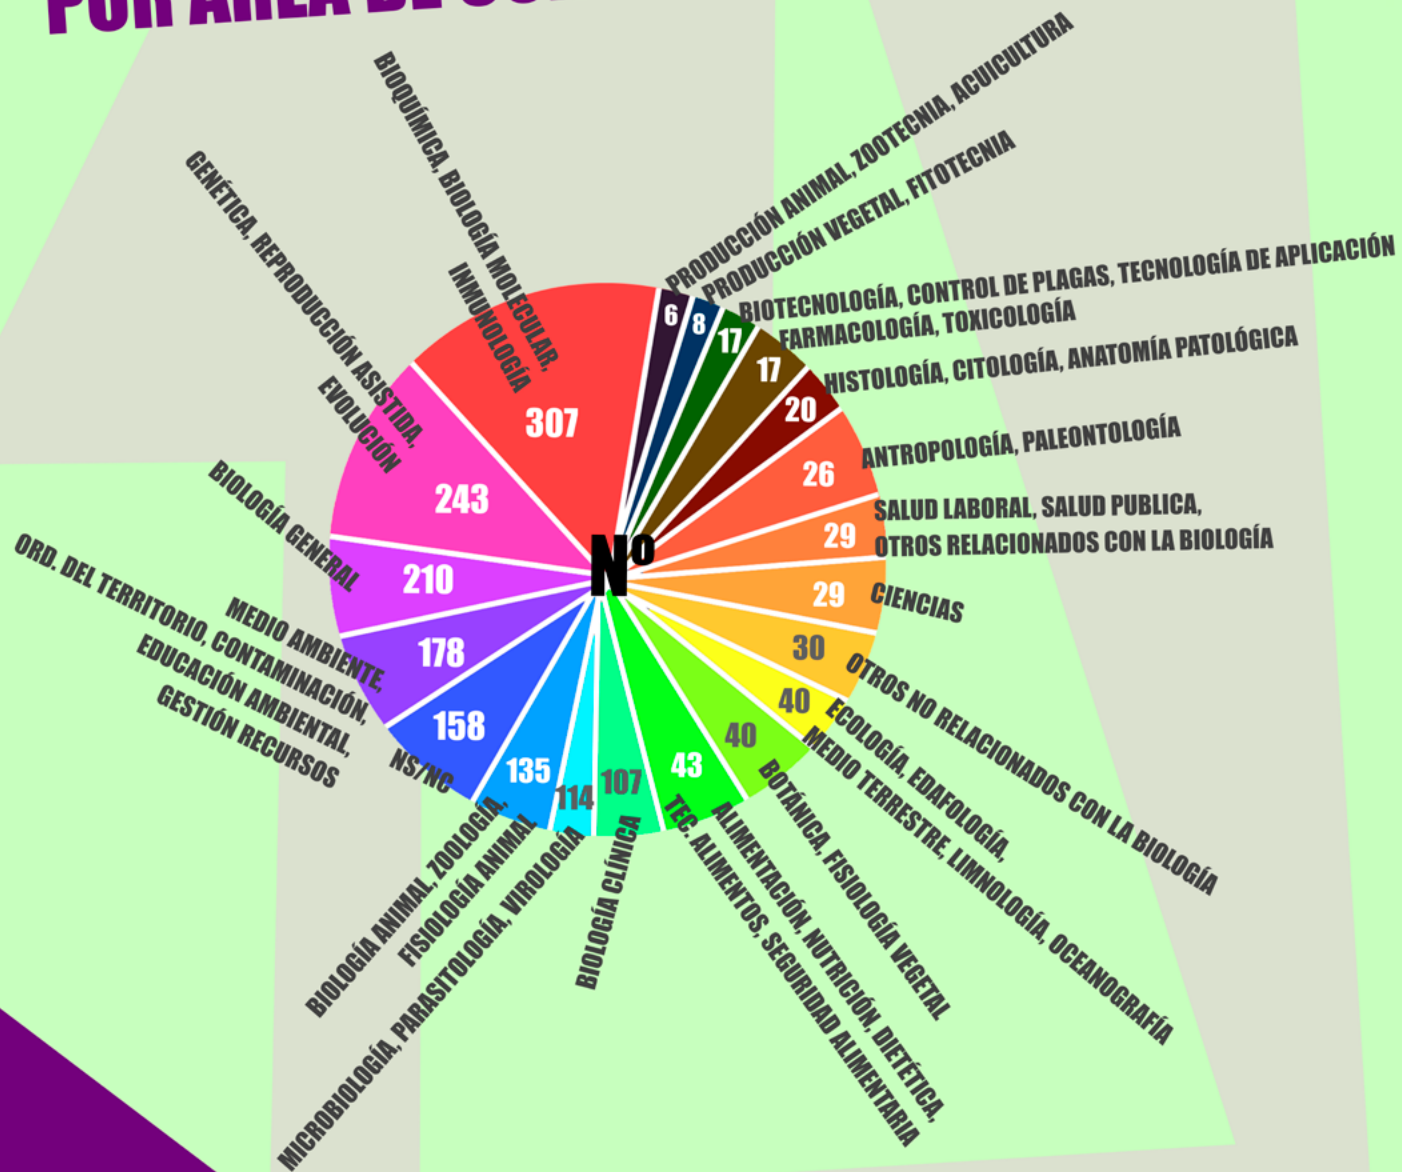 POR ÁREA DE
BIOQUÍMICA, BIOLOGÍA MOLECULAR,
INMUNOLOGÍA
307
GENÉTICA, REPRODUCCIÓN ASISTIDA,
EVOLUCIÓN
243
BIOLOGÍA GENERAL
210
MEDIO AMBIENTE,
ORD. DEL TERRITORIO, CONTAMINACIÓN,
EDUCACIÓN AMBIENTAL,
GESTIÓN RECURSOS
178
NS/NC
158
BIOLOGÍA ANIMAL, ZOOLOGÍA,
FISIOLOGÍA ANIMAL
135
MICROBIOLOGÍA, PARASITOLOGÍA, VIROLOGÍA
114
BIOLOGÍA CLÍNICA
107
ALIMENTACIÓN, NUTRICIÓN, DIETÉTICA,
TEC. ALIMENTOS, SEGURIDAD ALIMENTARIA
43
BOTÁNICA, FISIOLOGÍA VEGETAL
40
ECOLOGÍA, EDAFOLOGÍA,
MEDIO TERRESTRE, LIMNOLOGÍA, OCEANOGRAFÍA
40
OTROS NO RELACIONADOS CON LA BIOLOGÍA
30
CIENCIAS
29
SALUD LABORAL, SALUD PUBLICA,
OTROS RELACIONADOS CON LA BIOLOGÍA
29
ANTROPOLOGÍA, PALEONTOLOGÍA
26
HISTOLOGÍA, CITOLOGÍA, ANATOMÍA PATOLÓGICA
20
FARMACOLOGÍA, TOXICOLOGÍA
17
BIOTECNOLOGÍA, CONTROL DE PLAGAS, TECNOLOGÍA DE APLICACIÓN
17
PRODUCCIÓN VEGETAL, FITOTECNIA
8
PRODUCCIÓN ANIMAL, ZOOTECNIA, ACUICULTURA
6
Nº